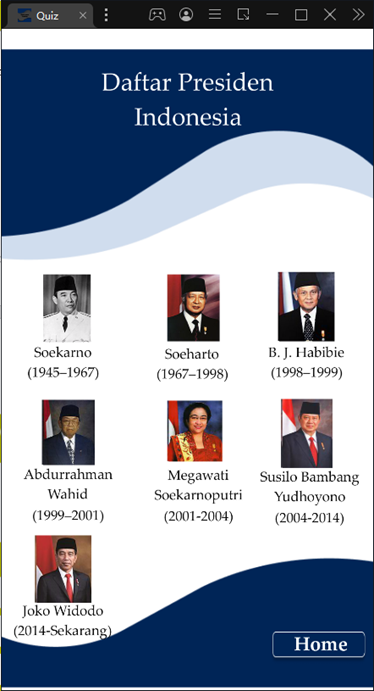 Quiz
Daftar Presiden
Indonesia
Soekarno
(1945–1967)
Soeharto
(1967–1998)
B. J. Habibie
(1998–1999)
Abdurrahman
Wahid
(1999–2001)
Megawati
Soekarnoputri
(2001-2004)
Susilo Bambang
Yudhoyono
(2004-2014)
Joko Widodo
(2014-Sekarang)
Home